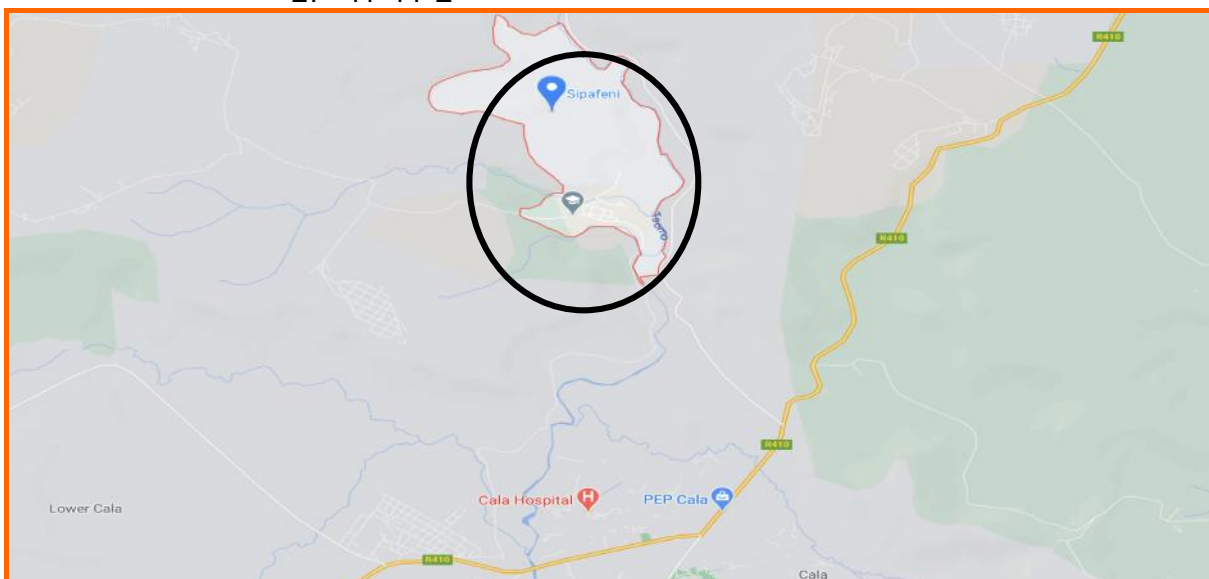 R410
Sipafeni
Tsomo
R410
R410
Cala Hospital
PEP Cala
Lower Cala
R410
Cala